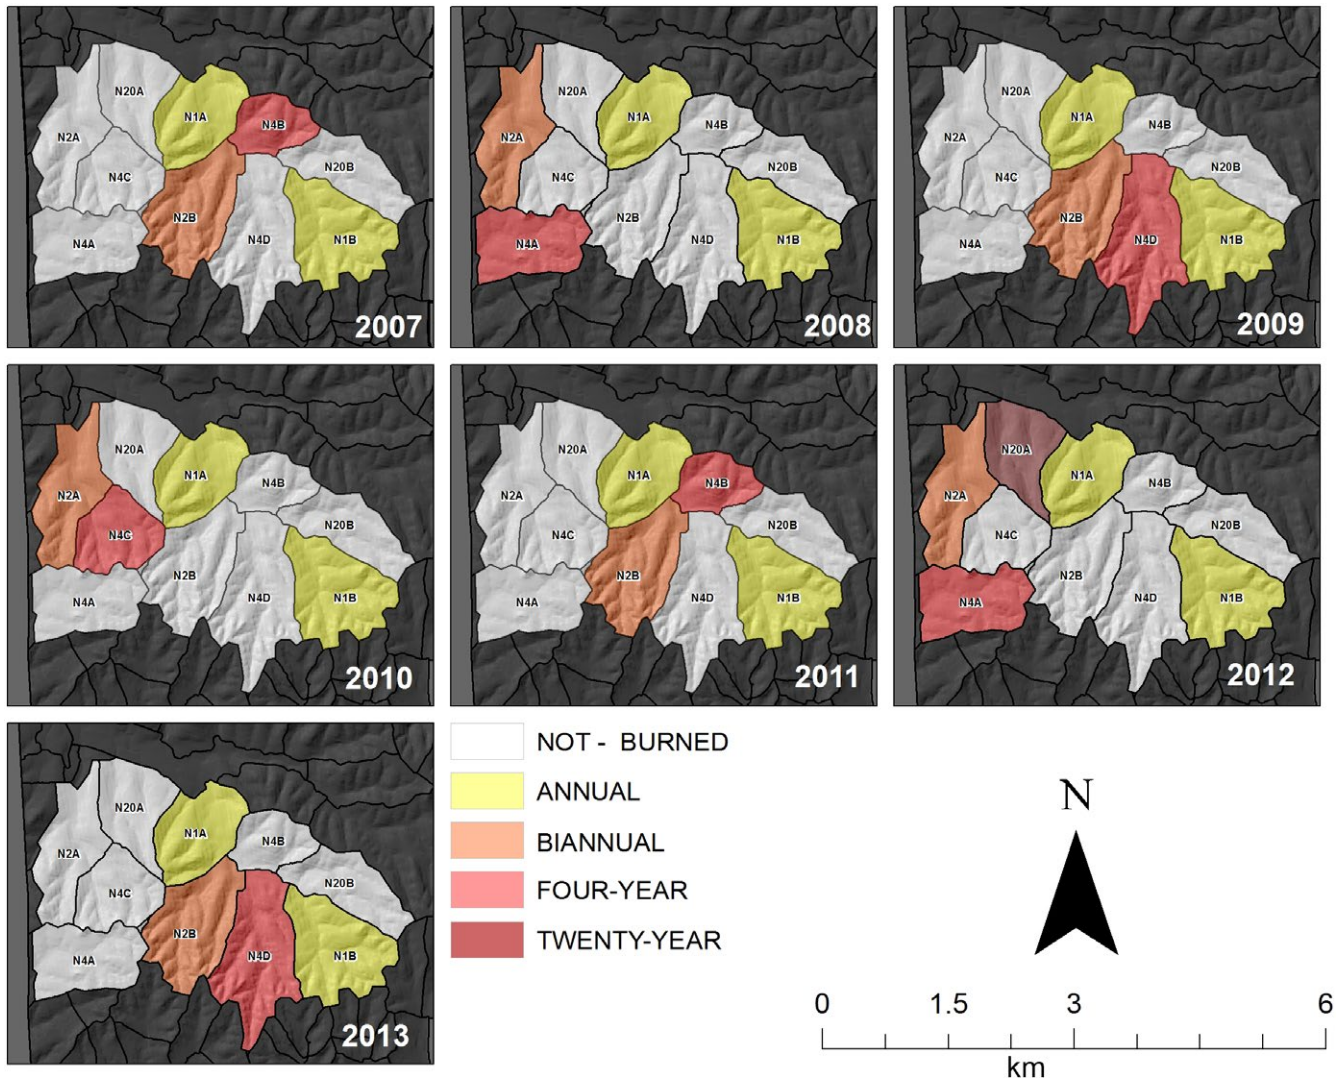 N20A
N1A
N4B
N2A
N20B
N4C
N2B
N4A
N4D
N1B
2007
N20A
N1A
N4B
N2A
N20B
N4C
N2B
N4A
N4D
N1B
2008
N20A
N1A
N4B
N2A
N20B
N4C
N2B
N4A
N4D
N1B
2009
N20A
N1A
N4B
N2A
N20B
N4C
N2B
N4A
N4D
N1B
2010
N20A
N1A
N4B
N2A
N20B
N4C
N2B
N4A
N4D
N1B
2011
N20A
N1A
N4B
N2A
N20B
N4C
N2B
N4A
N4D
N1B
2012
N20A
N1A
N4B
N2A
N20B
N4C
N2B
N4A
N4D
N1B
2013
NOT - BURNED
ANNUAL
BIANNUAL
FOUR-YEAR
TWENTY-YEAR
N
0 1.5 3 6
km